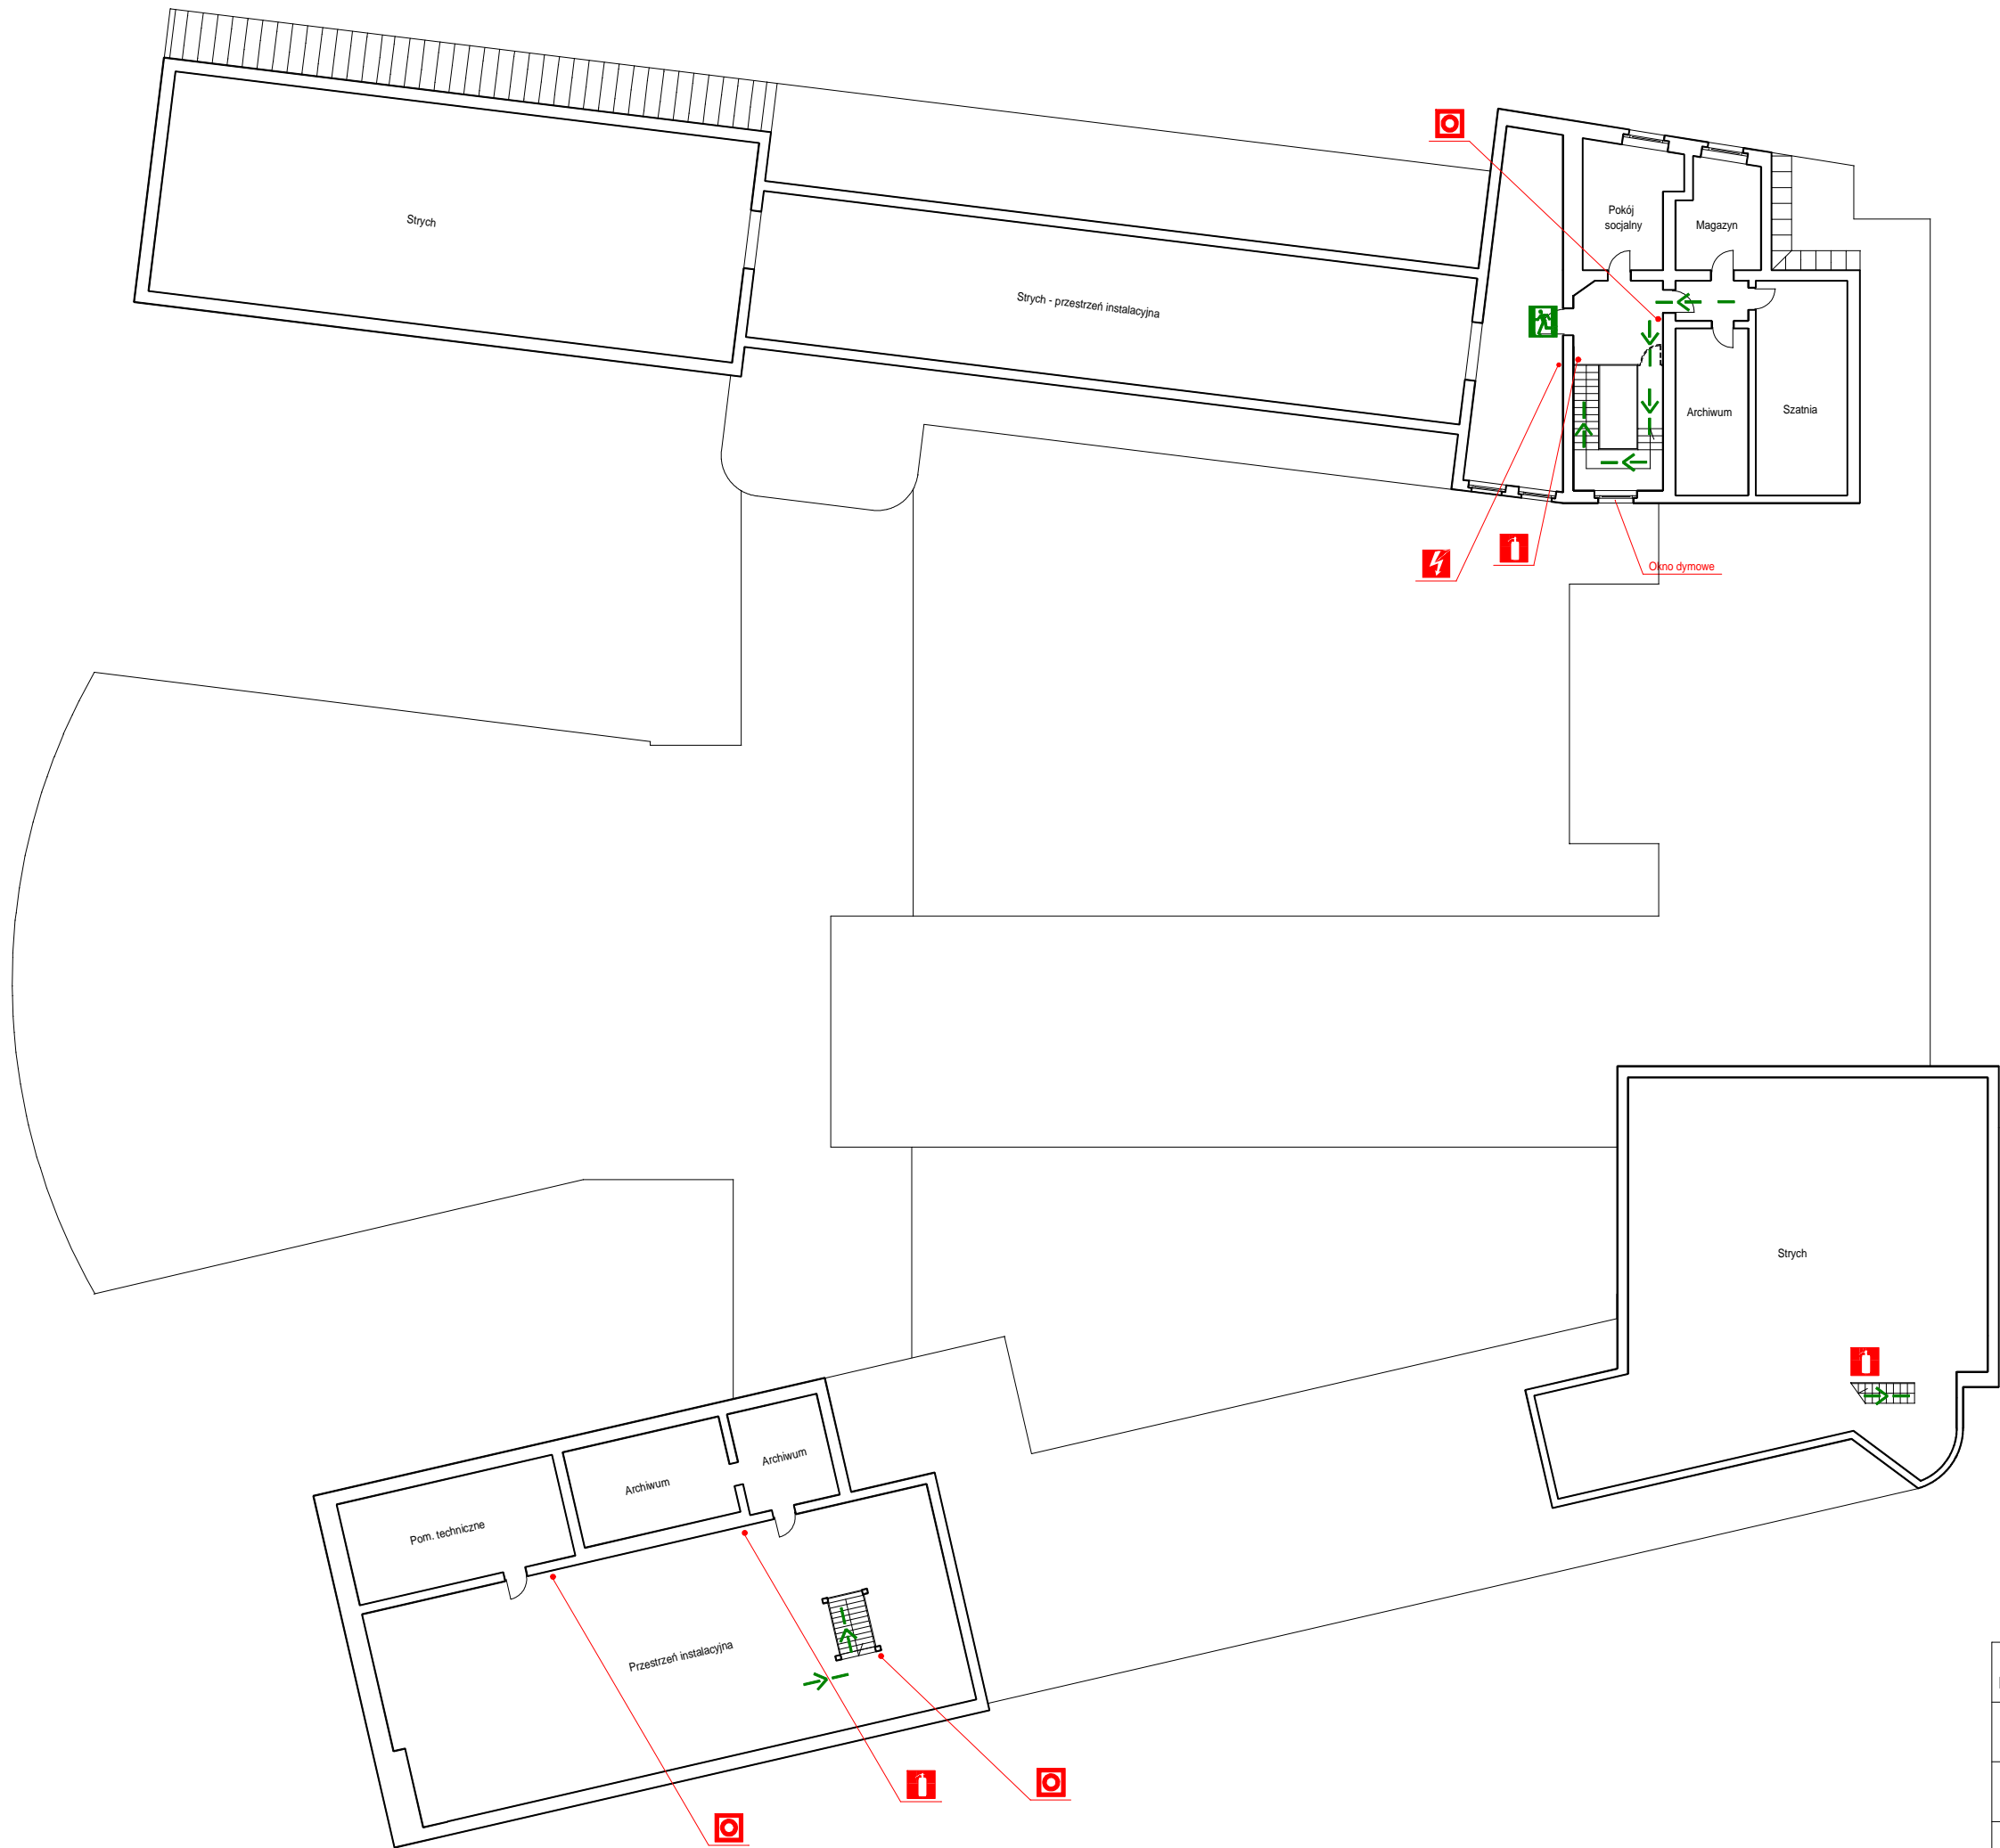 Strych
Pokój
socjalny
Magazyn
Strych - przestrzeń instalacyjna
Archiwum
Szatnia
Okno dymowe
Strych
Archiwum
Archiwum
Pom. techniczne
Przestrzeń instalacyjna